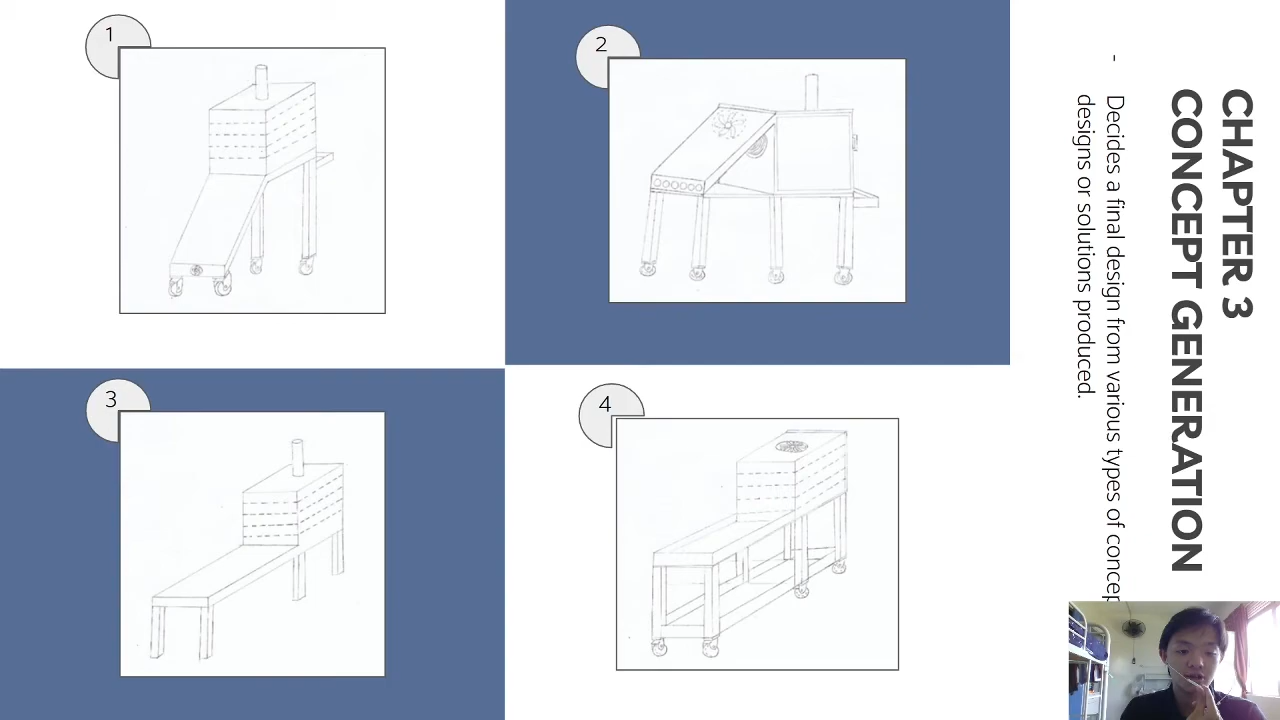 CHAPTER 3
CONCEPT GENERATION
- Decides a final design from various types of concep
designs or solutions produced.
1
2
3
4